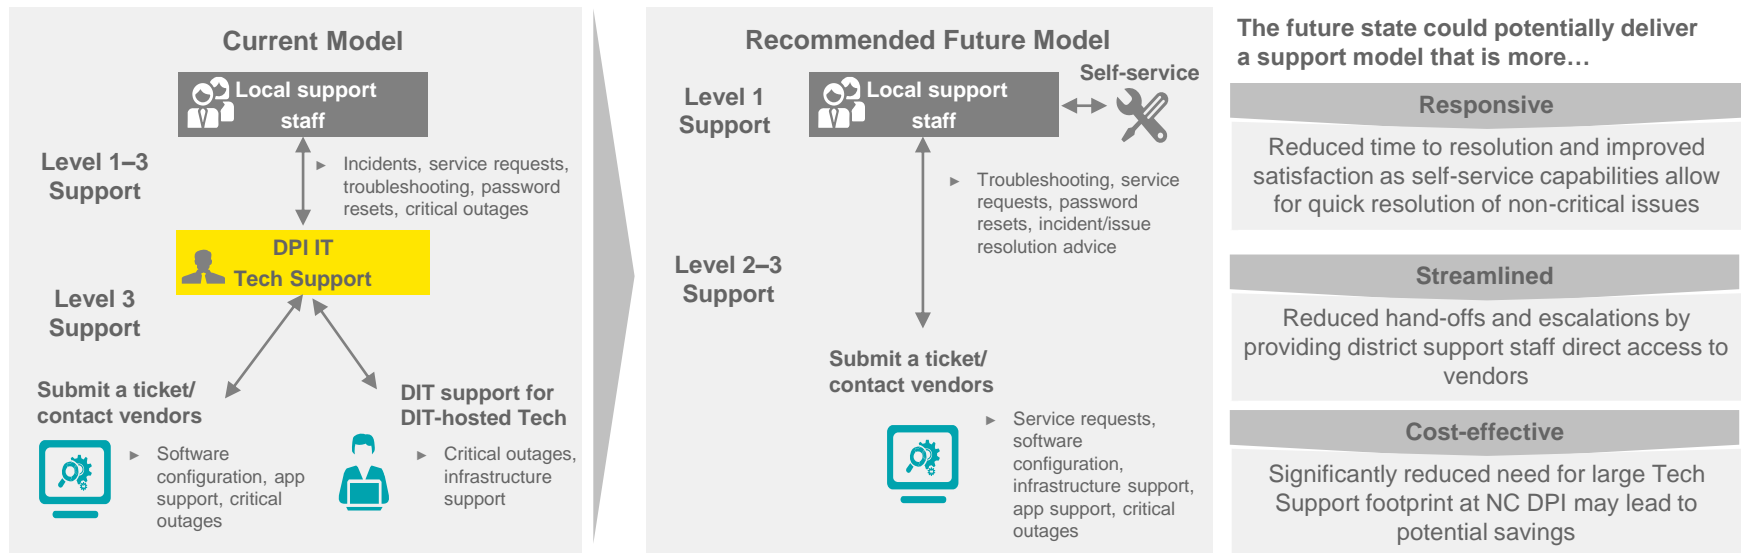 Current Model
Local support
staff
Level 1–3
Support
► Incidents, service requests,
troubleshooting, password
resets, critical outages
DPI IT
Tech Support
Level 3
Support
Submit a ticket/
contact vendors
► Software
configuration, app
support, critical
outages
DIT support for
DIT-hosted Tech
► Critical outages,
infrastructure
support
Recommended Future Model
Level 1
Support
Local support
staff
Self-service
► Troubleshooting, service
requests, password
resets, incident/issue
resolution advice
Level 2–3
Support
Submit a ticket/
contact vendors
► Service requests,
software
configuration,
infrastructure support,
app support, critical
outages
The future state could potentially deliver
a support model that is more…
Responsive
Reduced time to resolution and improved
satisfaction as self-service capabilities allow
for quick resolution of non-critical issues
Streamlined
Reduced hand-offs and escalations by
providing district support staff direct access to
vendors
Cost-effective
Significantly reduced need for large Tech
Support footprint at NC DPI may lead to
potential savings